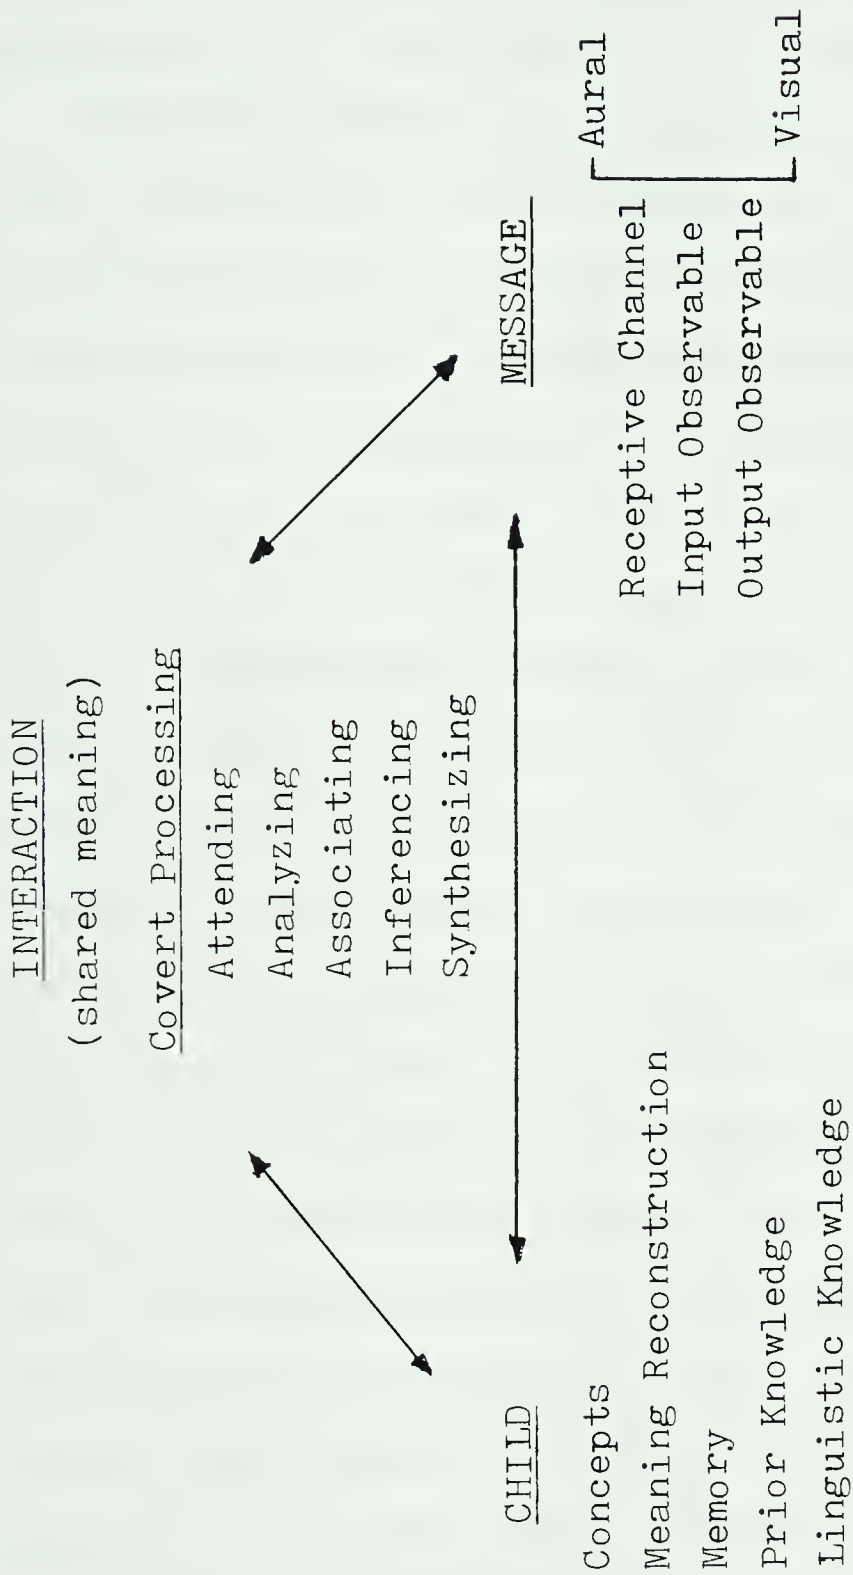 INTERACTION
(shared meaning)
Covert Processing
Attending
Analyzing
Associating
Inferencing
Synthesizing
CHILD
Concepts
Meaning Reconstruction
Memory
Prior Knowledge
Linguistic Knowledge
MESSAGE
Receptive Channel
Input Observable
Output Observable
Aural
Visual